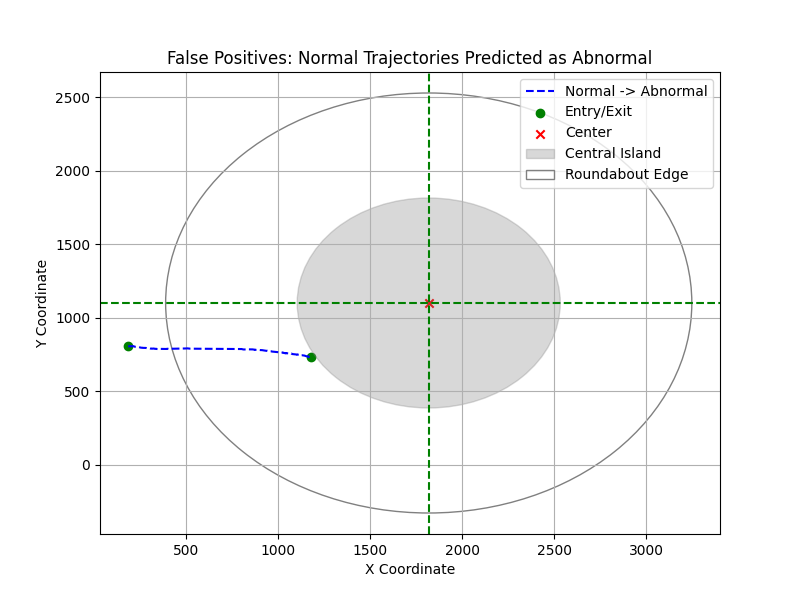 False Positives: Normal Trajectories Predicted as Abnormal
Normal -> Abnormal
Entry/Exit
Center
Central Island
Roundabout Edge
2500
2000
1500
1000
500
0
Y Coordinate
500 1000 1500 2000 2500 3000
X Coordinate